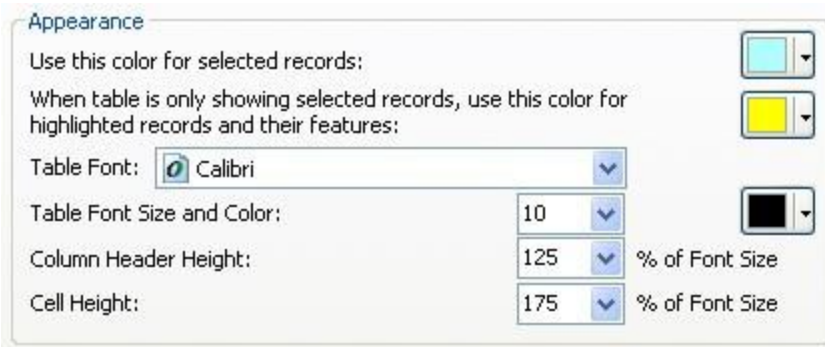 Appearance
Use this color for selected records:
When table is only showing selected records, use this color for
highlighted records and their features:
Table Font: Calibri
Table Font Size and Color: 10
Column Header Height: 125 % of Font Size
Cell Height: 175 % of Font Size